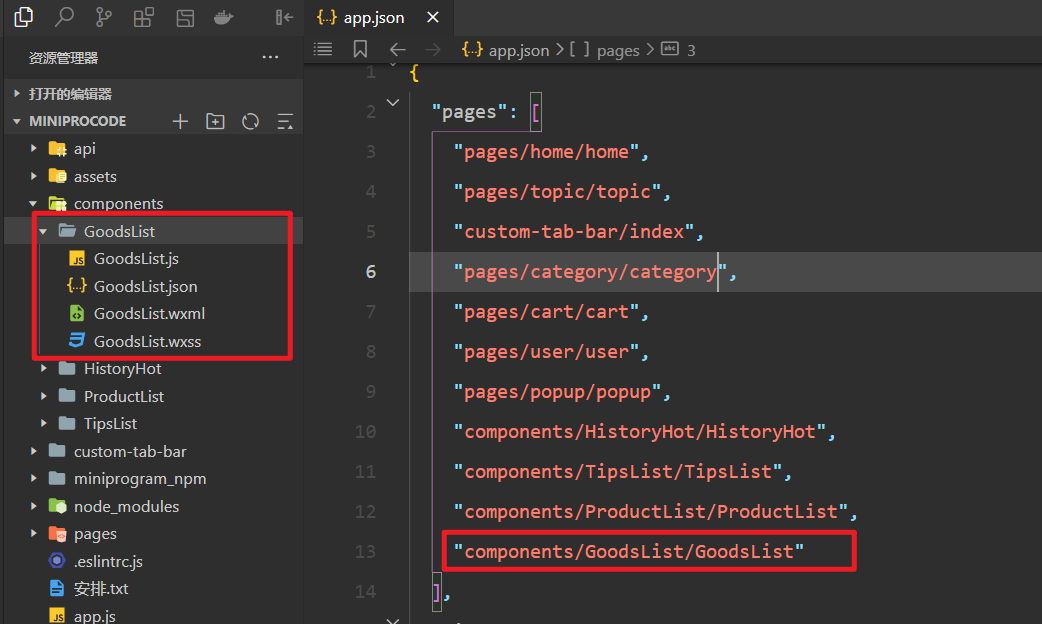 app.json
资源管理器
app.json
[ ] pages
3
打开的编辑器
MINIPROCODE
api
assets
components
GoodsList
GoodsList.js
GoodsList.json
GoodsList.wxml
GoodsList.wxss
HistoryHot
ProductList
TipsList
custom-tab-bar
miniprogram_npm
node_modules
pages
.eslintrc.js
安排.txt
app.js
1 {
2 "pages": [
3 "pages/home/home",
4 "pages/topic/topic",
5 "custom-tab-bar/index",
6 "pages/category/category",
7 "pages/cart/cart",
8 "pages/user/user",
9 "pages/popup/popup",
10 "components/HistoryHot/HistoryHot",
11 "components/TipsList/TipsList",
12 "components/ProductList/ProductList",
13 "components/GoodsList/GoodsList"
14 ],